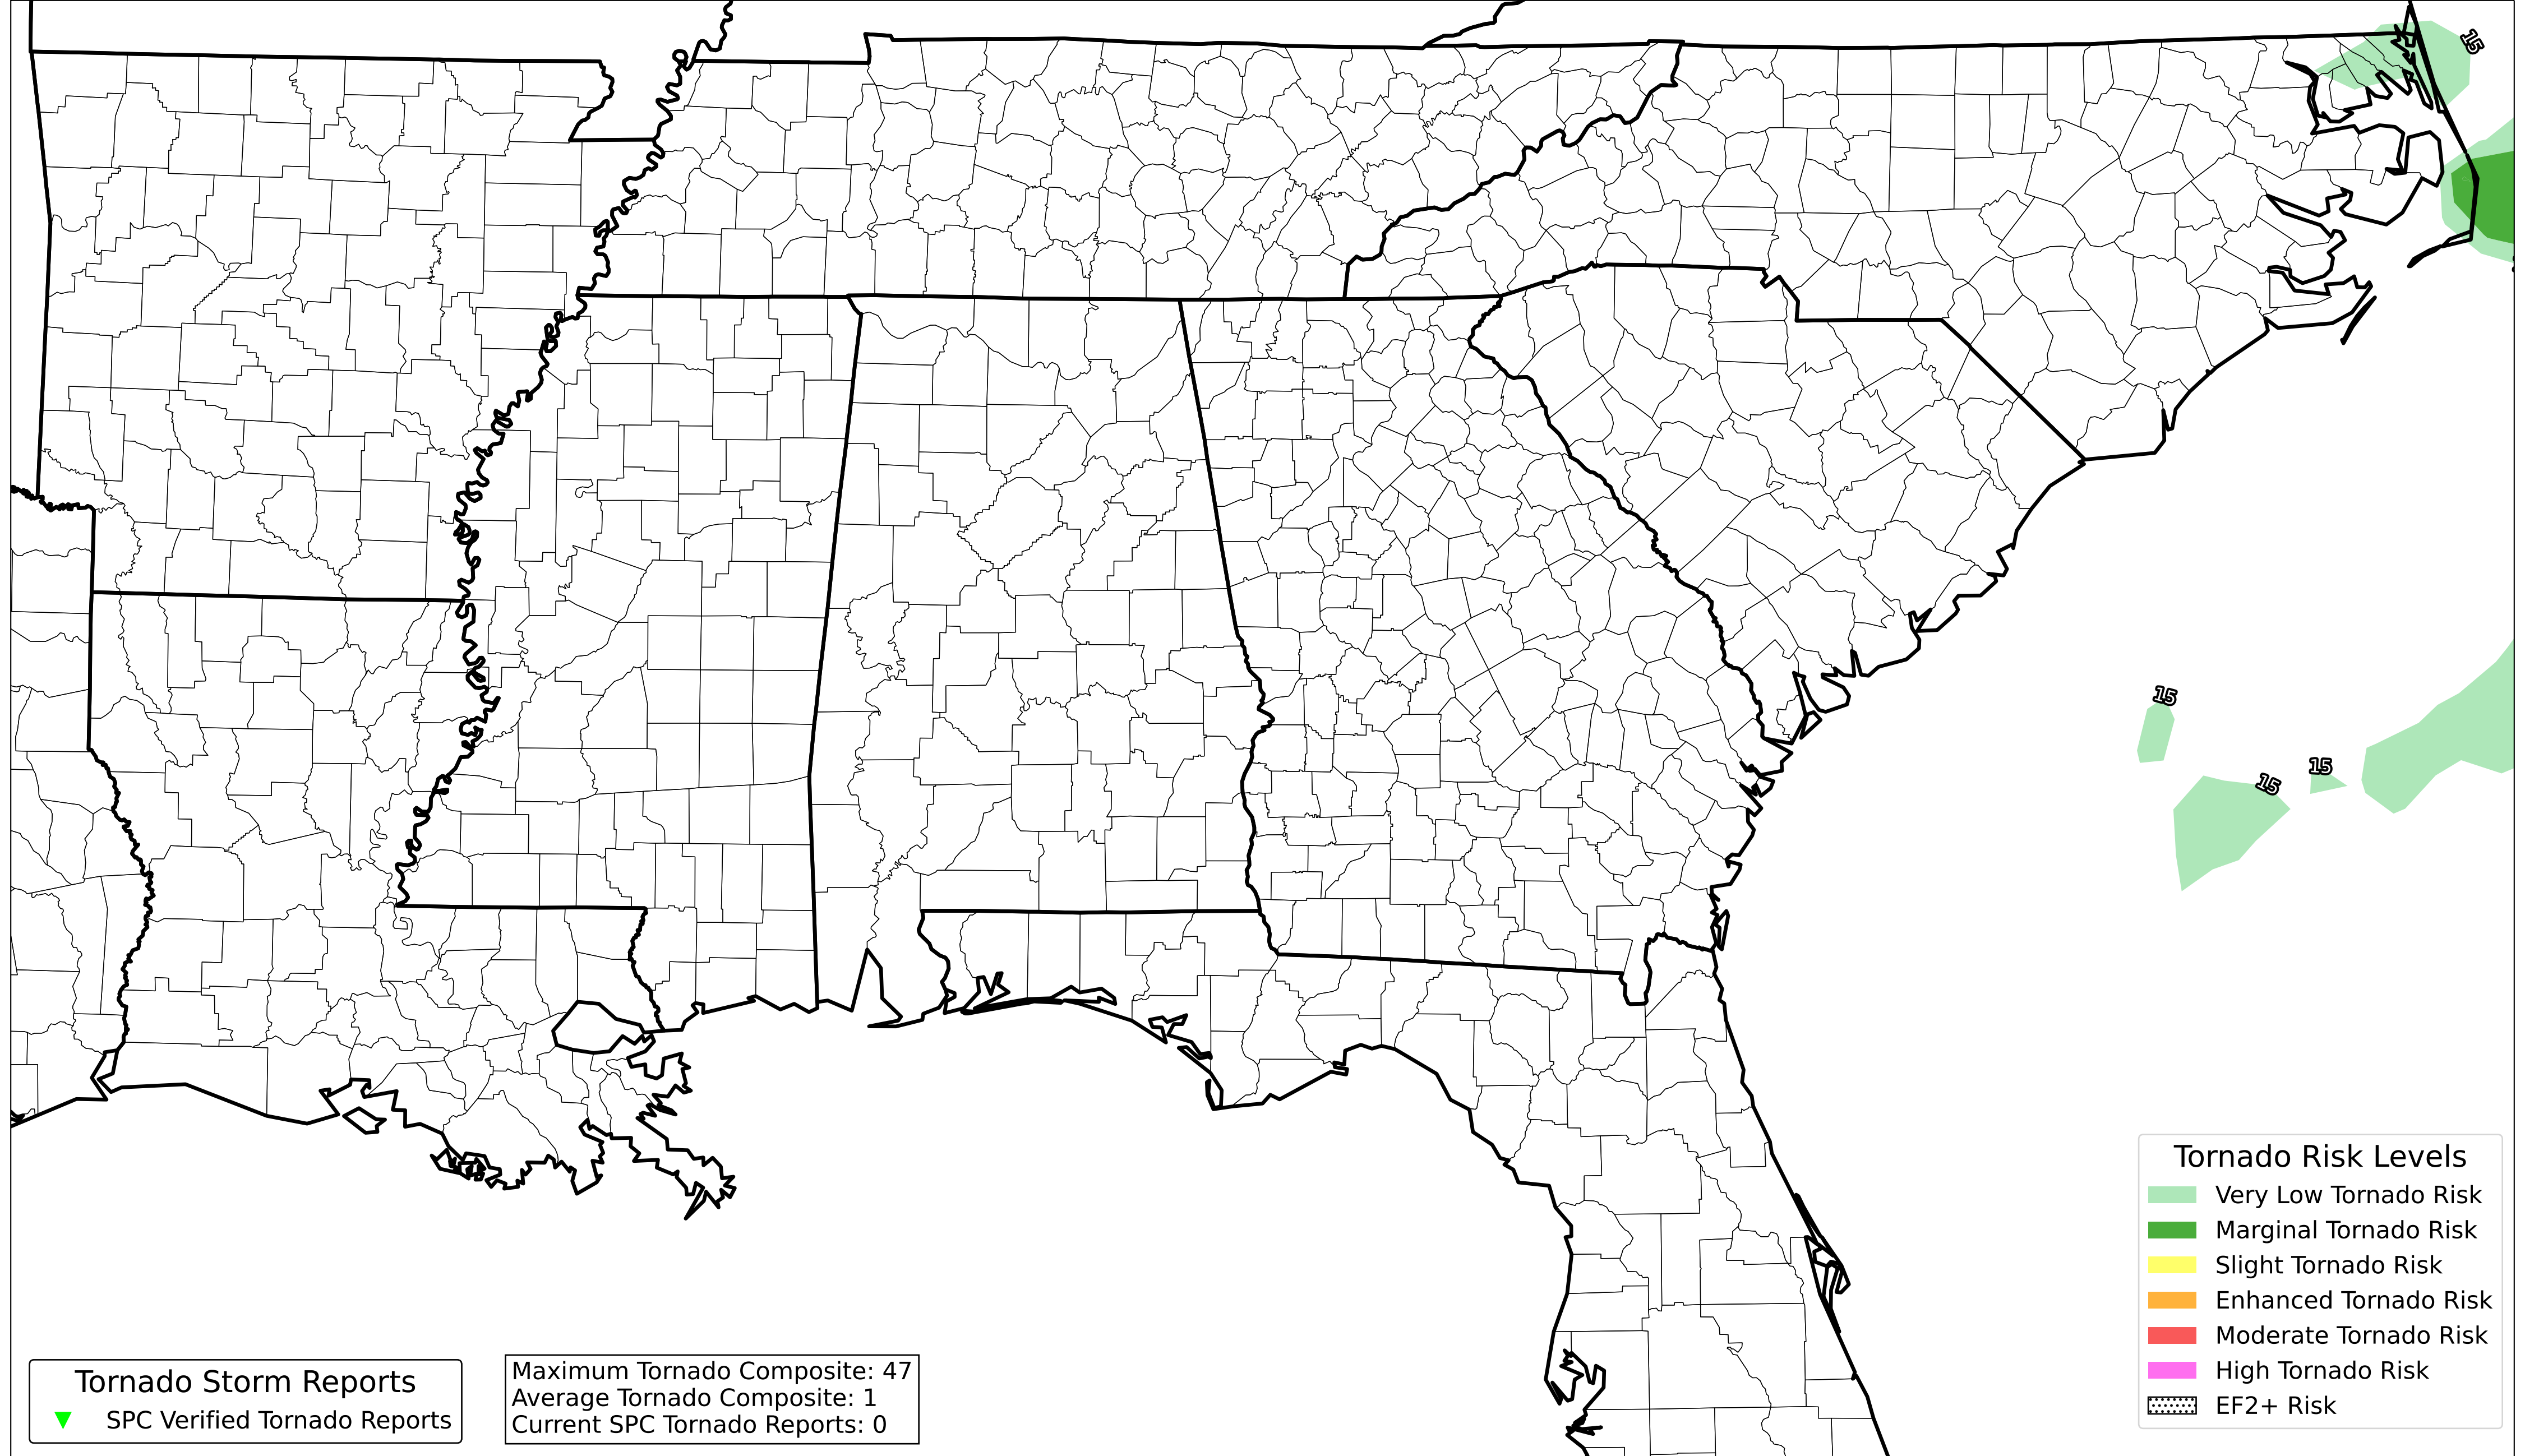 15
15
15
15
Tornado Risk Levels
Very Low Tornado Risk
Marginal Tornado Risk
Slight Tornado Risk
Enhanced Tornado Risk
Moderate Tornado Risk
High Tornado Risk
EF2+ Risk
Tornado Storm Reports
SPC Verified Tornado Reports
Maximum Tornado Composite: 47
Average Tornado Composite: 1
Current SPC Tornado Reports: 0